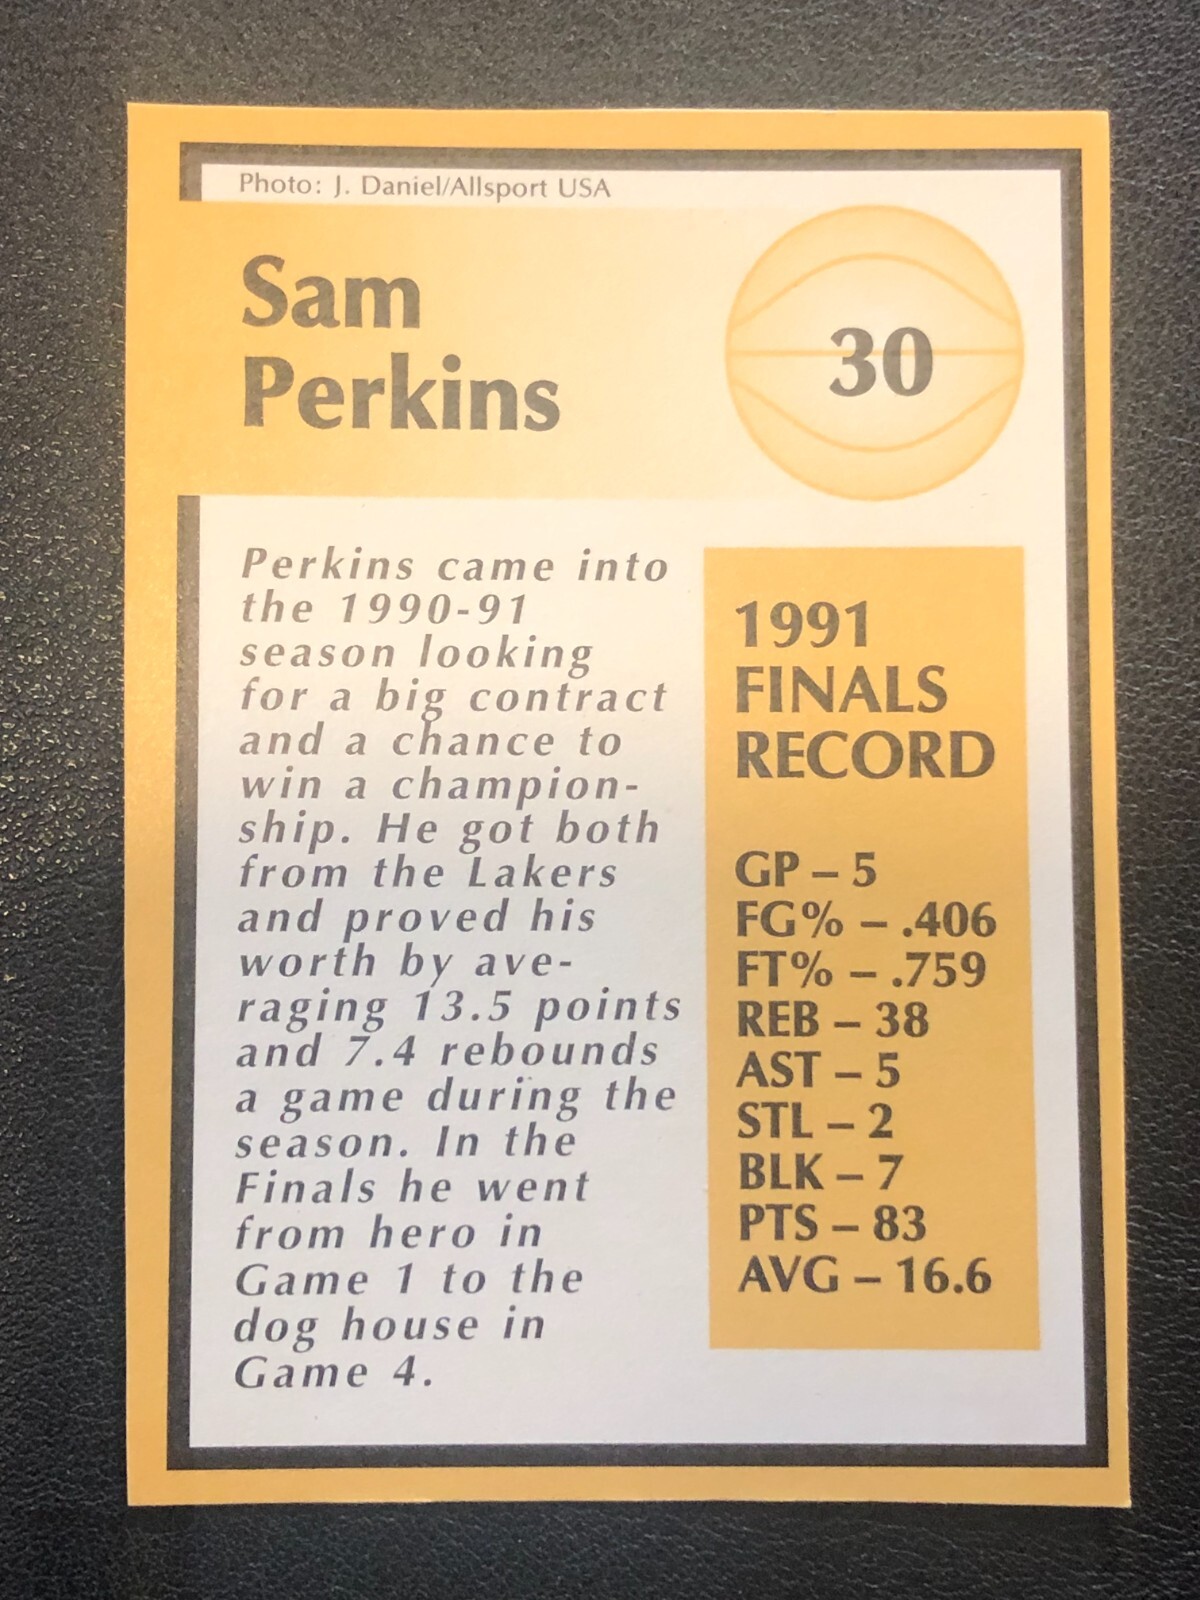 Photo: J. Daniel/Allsport USA
Sam
Perkins
30
Perkins came into
the 1990-91
season looking
for a big contract
and a chance to
win a champion-
ship. He got both
from the Lakers
and proved his
worth by ave-
raging 13.5 points
and 7.4 rebounds
a game during the
season. In the
Finals he went
from hero in
Game 1 to the
dog house in
Game 4.
1991
FINALS
RECORD
GP – 5
FG% – .406
FT% – .759
REB – 38
AST – 5
STL – 2
BLK – 7
PTS – 83
AVG – 16.6